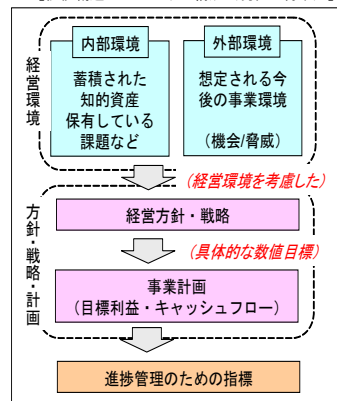 経営環境
内部環境
蓄積された
知的資産
保有している
課題など
外部環境
想定される今
後の事業環境
(機会/脅威)
(経営環境を考慮した)
方針・戦略・計画
経営方針・戦略
(具体的な数値目標)
事業計画
(目標利益・キャッシュフロー)
進捗管理のための指標